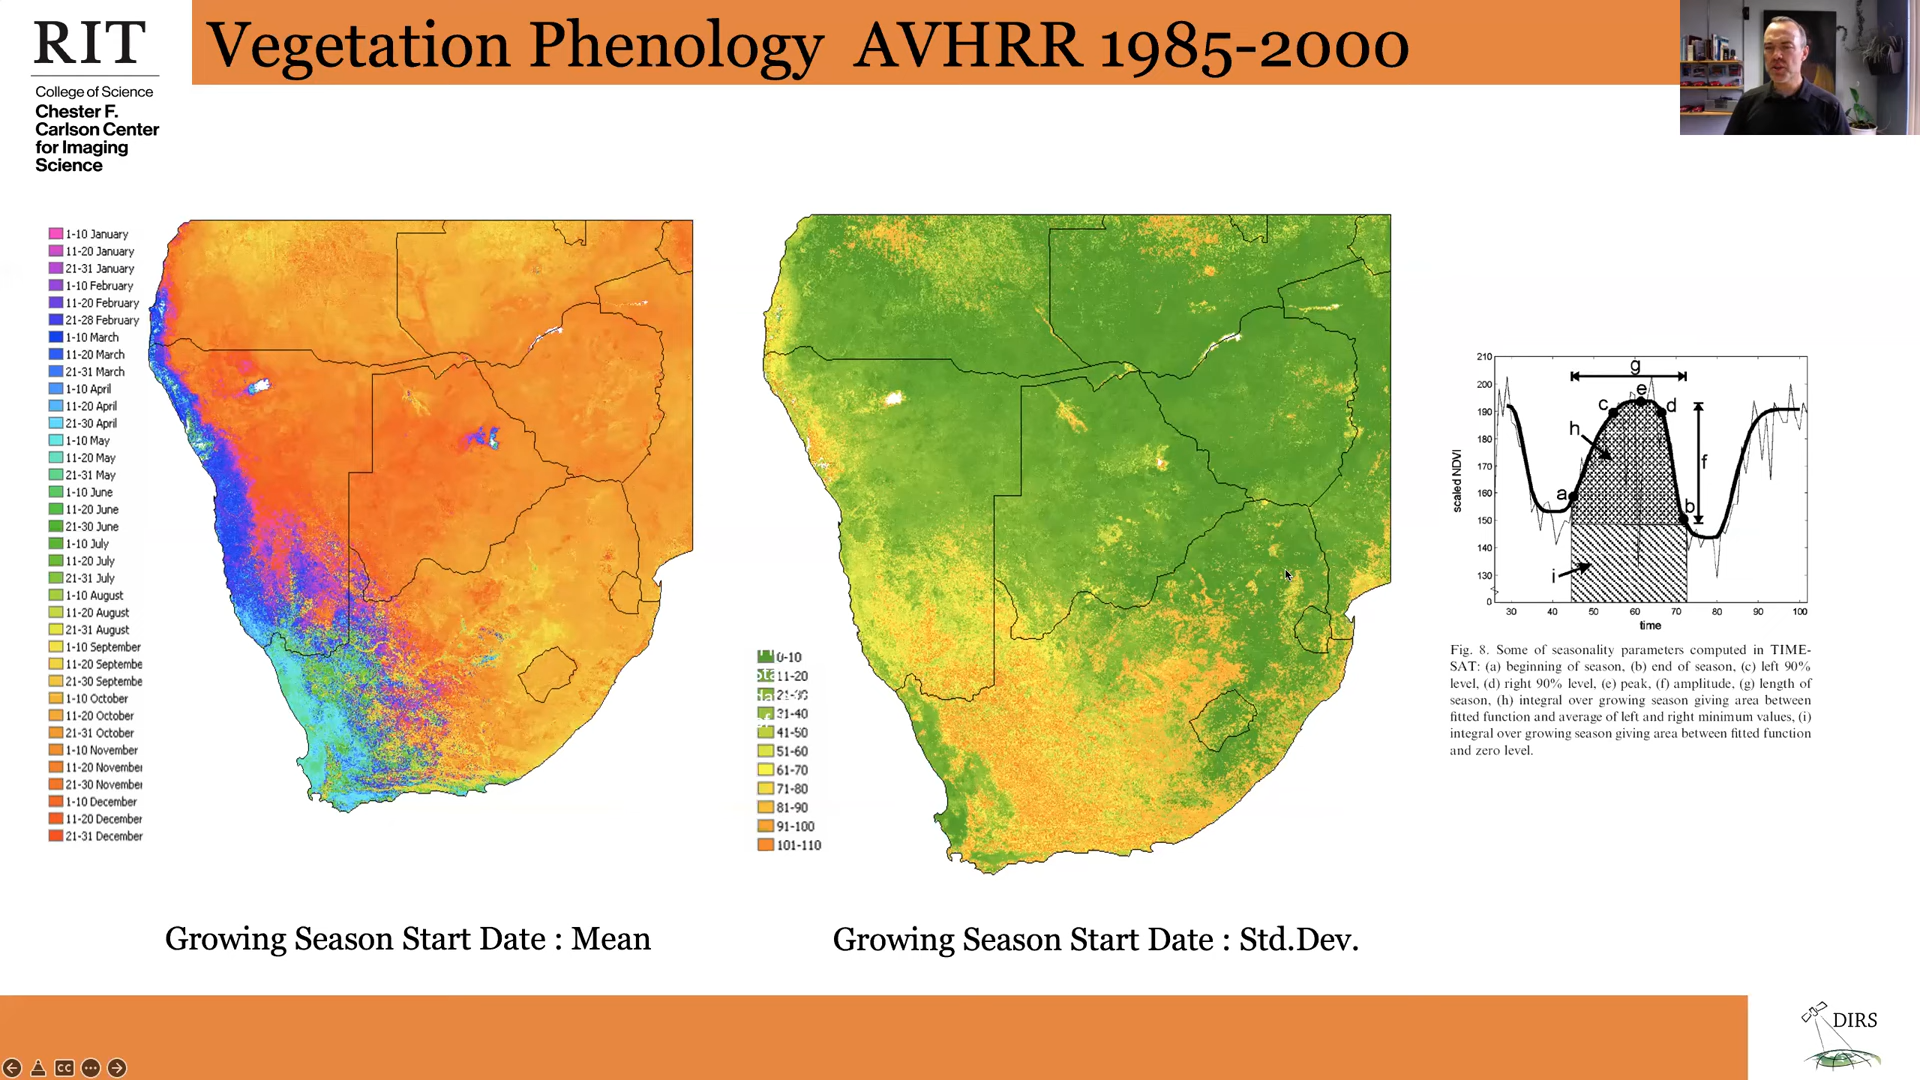 RIT
College of Science
Chester F.
Carlson Center
for Imaging
Science
Vegetation Phenology AVHRR 1985-2000
1-10 January
11-20 January
21-31 January
1-10 February
11-20 February
21-28 February
1-10 March
11-20 March
21-31 March
1-10 April
11-20 April
21-30 April
1-10 May
11-20 May
21-31 May
1-10 June
11-20 June
21-30 June
1-10 July
11-20 July
21-31 July
1-10 August
11-20 August
21-31 August
1-10 September
11-20 Septembe
21-30 Septembe
1-10 October
11-20 October
21-31 October
1-10 November
11-20 November
21-30 November
1-10 December
11-20 December
21-31 December
Growing Season Start Date : Mean
0-10
11-20
21-30
31-40
41-50
51-60
61-70
71-80
81-90
91-100
101-110
Growing Season Start Date : Std.Dev.
210
200
190
180
170
160
150
140
130
0
scaled NDVI
g
e
c
d
h
f
a
b
i
30 40 50 60 70 80 90 100
time
Fig. 8. Some of seasonality parameters computed in TIME-
SAT: (a) beginning of season, (b) end of season, (c) left 90%
level, (d) right 90% level, (e) peak, (f) amplitude, (g) length of
season, (h) integral over growing season giving area between
fitted function and average of left and right minimum values, (i)
integral over growing season giving area between fitted function
and zero level.
DIRS
CC